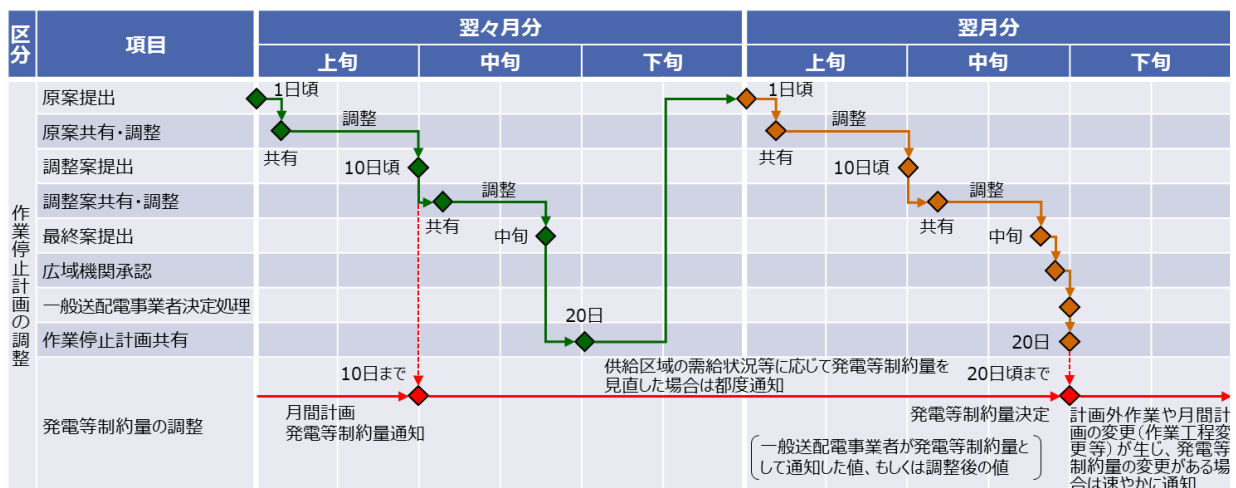 区分
項目
翌々月分
翌月分
上旬
中旬
下旬
上旬
中旬
下旬
作業停止計画の調整
原案提出
1日頃
1日頃
原案共有・調整
調整
調整
共有
共有
調整案提出
10日頃
10日頃
調整案共有・調整
調整
調整
共有
共有
最終案提出
中旬
中旬
広域機関承認
一般送配電事業者決定処理
20日
作業停止計画共有
20日
10日まで
供給区域の需給状況等に応じて発電等制約量を
見直した場合は都度通知
20日頃まで
発電等制約量の調整
月間計画
発電等制約量通知
発電等制約量決定
一般送配電事業者が発電等制約量と
して通知した値、もしくは調整後の値
計画外作業や月間計
画の変更(作業工程変
更等)が生じ、発電等
制約量の変更がある場
合は速やかに通知